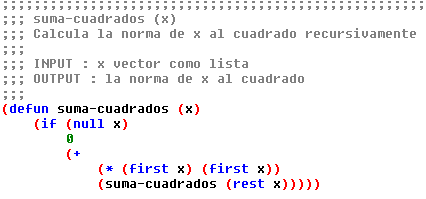 ;;;;;;;;;;;;;;;;;;;;;;;;;;;;;;;;;;;;;;;;;;;;;;;;;;;;;
;;; suma-cuadrados (x)
;;; Calcula la norma de x al cuadrado recursivamente
;;;
;;; INPUT : x vector como lista
;;; OUTPUT : la norma de x al cuadrado
;;;
(defun suma-cuadrados (x)
    (if (null x)
        0
        (+
            (* (first x) (first x))
            (suma-cuadrados (rest x)))))